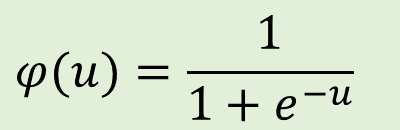 φ(u) = 1 / (1 + e^{−u})